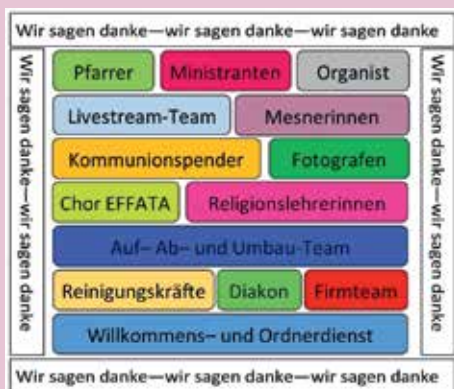 Wir sagen danke—wir sagen danke—wir sagen danke
Wir sagen danke—wir sagen danke
Pfarrer Ministranten Organist
Livestream-Team Mesnerinnen
Kommunionspender Fotografen
Chor EFFATA Religionslehrerinnen
Auf– Ab– und Umbau-Team
Reinigungskräfte Diakon Firmteam
Willkommens– und Ordnerdienst
Wir sagen danke—wir sagen danke
Wir sagen danke—wir sagen danke—wir sagen danke